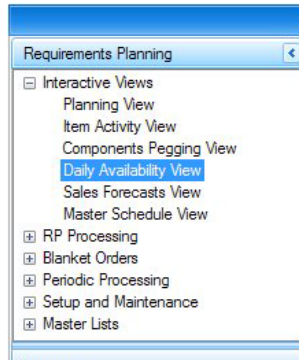 Requirements Planning
Interactive Views
Planning View
Item Activity View
Components Pegging View
Daily Availability View
Sales Forecasts View
Master Schedule View
RP Processing
Blanket Orders
Periodic Processing
Setup and Maintenance
Master Lists